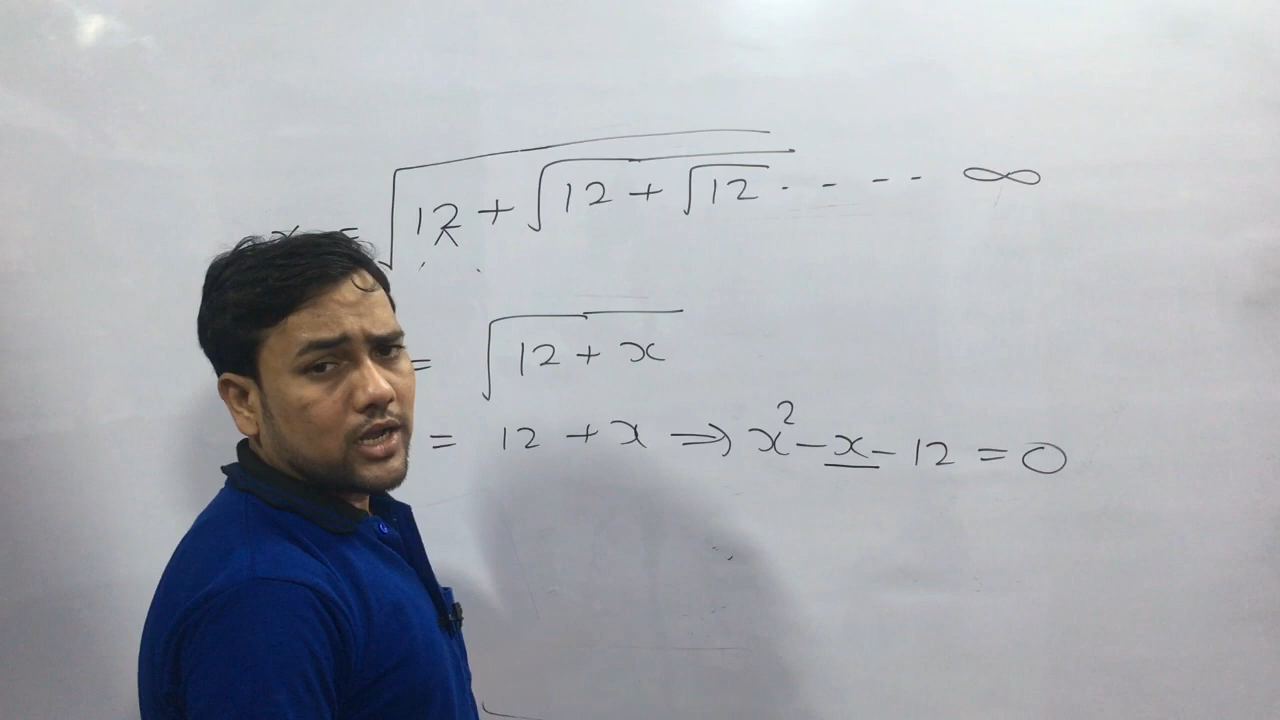 x = √12 + √12 + √12 - - - - ∞
= √12 + x
= 12 + x ⇒ x² - x - 12 = 0